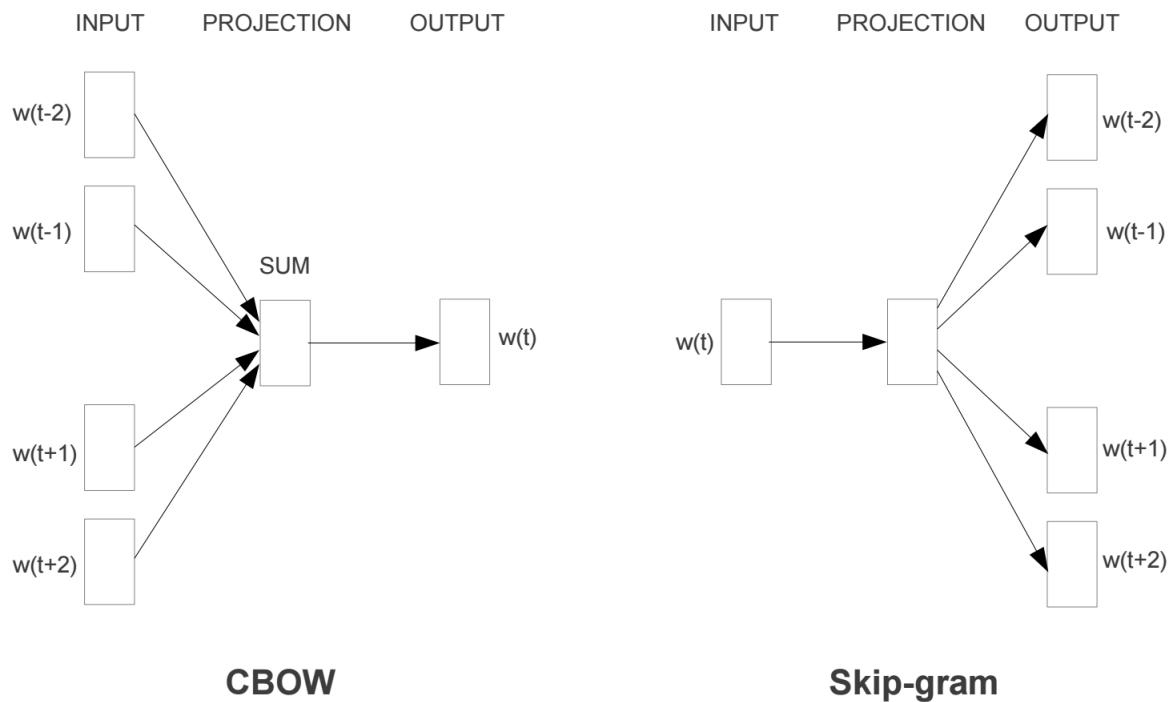 INPUT PROJECTION OUTPUT
w(t-2)
w(t-1)
SUM
w(t)
w(t+1)
w(t+2)
CBOW
INPUT PROJECTION OUTPUT
w(t-2)
w(t-1)
w(t)
w(t+1)
w(t+2)
Skip-gram